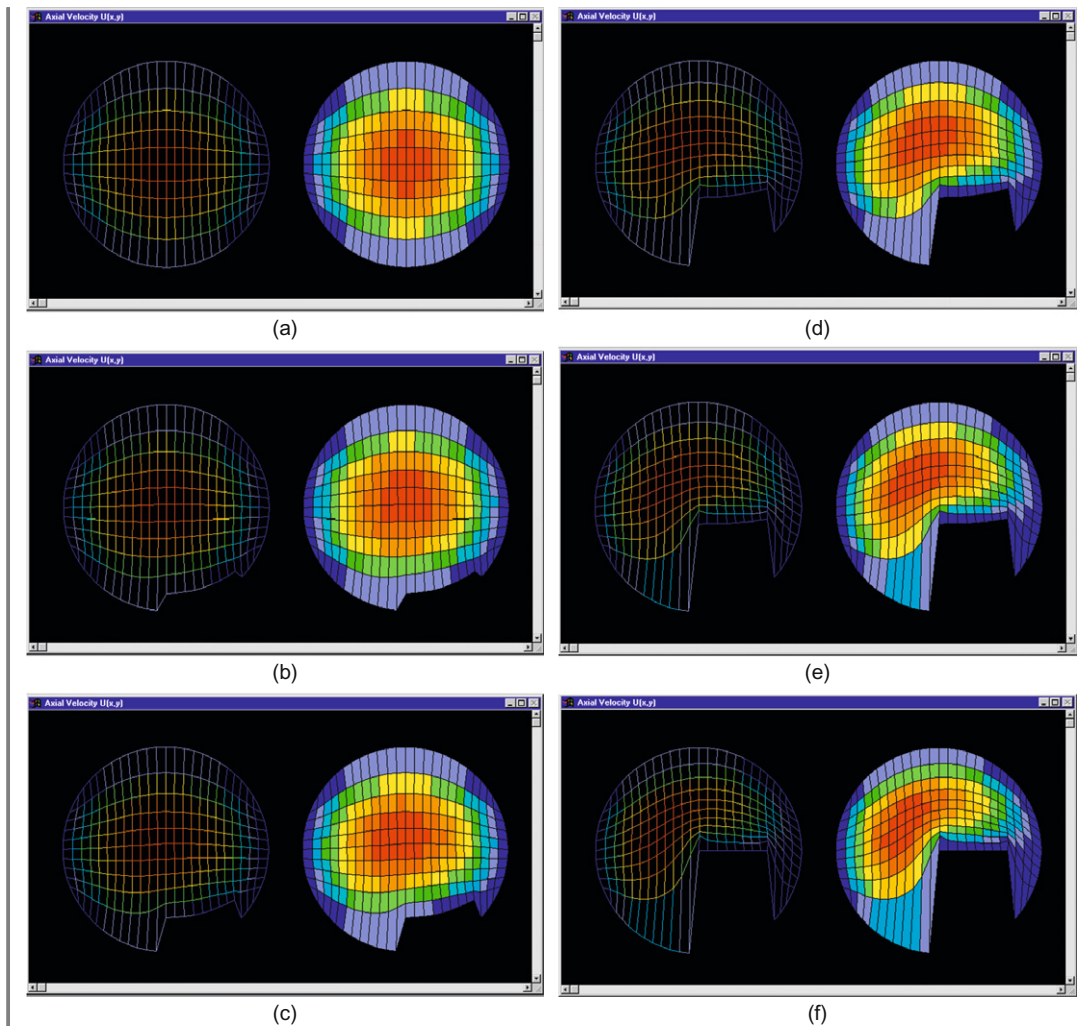 Axial Velocity U(x,y)
Axial Velocity U(x,y)
(a)
(d)
Axial Velocity U(x,y)
Axial Velocity U(x,y)
(b)
(e)
Axial Velocity U(x,y)
Axial Velocity U(x,y)
(c)
(f)